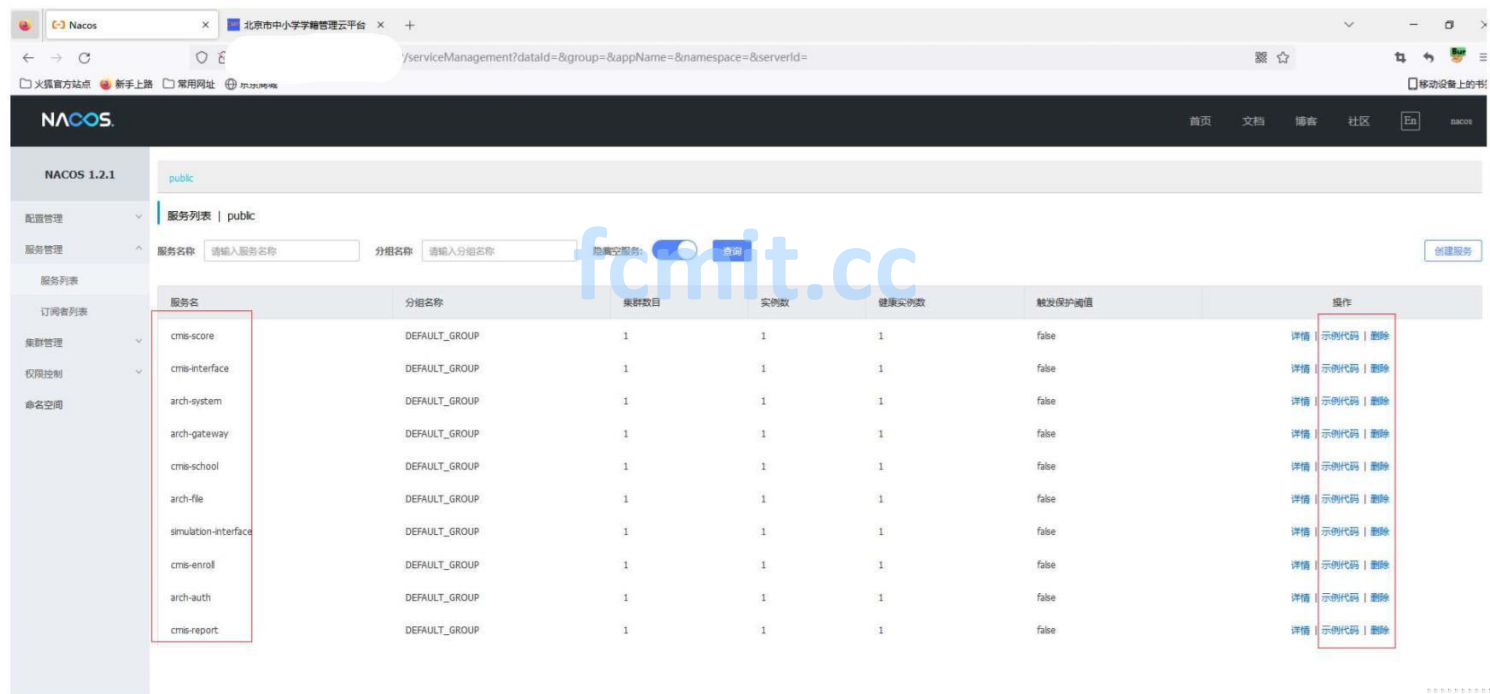 Nacos 北京市中小学学籍管理云平台
/serviceManagement?dataId=&group=&appName=&namespace=&serverId=
火狐官方站点 新手上路 常用网址 京东商城 移动设备上的书
NACOS. 首页 文档 博客 社区 En nacos
NACOS 1.2.1
public
配置管理
服务管理
服务列表
订阅者列表
集群管理
权限控制
命名空间
服务列表 | public
服务名称 请输入服务名称 分组名称 请输入分组名称 隐藏空服务: 查询 创建服务
fcmit.cc
服务名 分组名称 集群数目 实例数 健康实例数 触发保护阈值 操作
cmis-score DEFAULT_GROUP 1 1 1 false 详情 | 示例代码 | 删除
cmis-interface DEFAULT_GROUP 1 1 1 false 详情 | 示例代码 | 删除
arch-system DEFAULT_GROUP 1 1 1 false 详情 | 示例代码 | 删除
arch-gateway DEFAULT_GROUP 1 1 1 false 详情 | 示例代码 | 删除
cmis-school DEFAULT_GROUP 1 1 1 false 详情 | 示例代码 | 删除
arch-file DEFAULT_GROUP 1 1 1 false 详情 | 示例代码 | 删除
simulation-interface DEFAULT_GROUP 1 1 1 false 详情 | 示例代码 | 删除
cmis-enroll DEFAULT_GROUP 1 1 1 false 详情 | 示例代码 | 删除
arch-auth DEFAULT_GROUP 1 1 1 false 详情 | 示例代码 | 删除
cmis-report DEFAULT_GROUP 1 1 1 false 详情 | 示例代码 | 删除